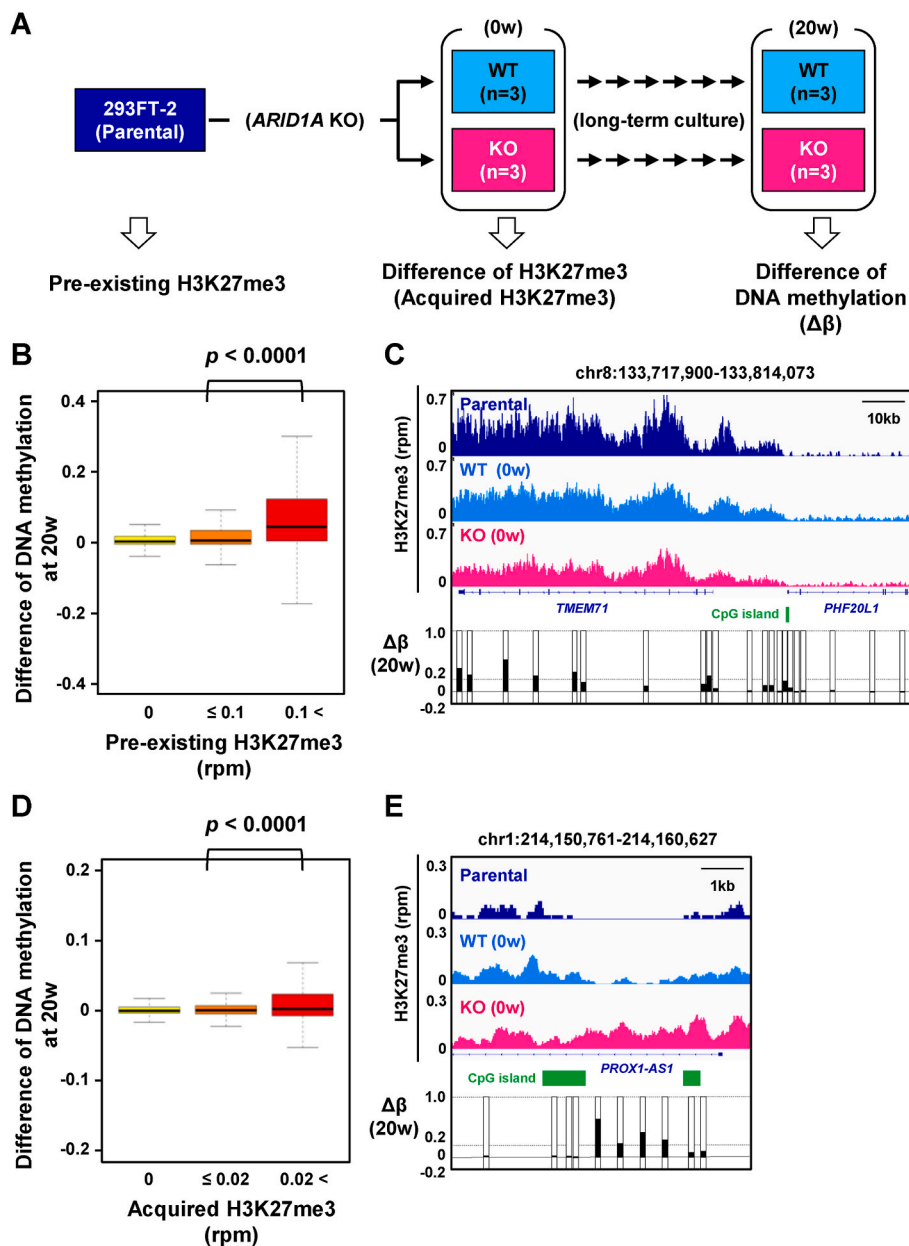 A
(0w)
(20w)
293FT-2
(Parental)
(ARID1A KO)
WT
(n=3)
KO
(n=3)
(long-term culture)
WT
(n=3)
KO
(n=3)
Pre-existing H3K27me3
Difference of H3K27me3
(Acquired H3K27me3)
Difference of
DNA methylation
(Δβ)
B
p < 0.0001
Difference of DNA methylation
at 20w
0.4
0.2
0
-0.2
-0.4
0
≤ 0.1
0.1 <
Pre-existing H3K27me3
(rpm)
C
chr8:133,717,900-133,814,073
H3K27me3 (rpm)
0.7
Parental
10kb
0
0.7
WT (0w)
0
0.7
KO (0w)
0
TMEM71
PHF20L1
CpG island
Δβ
(20w)
1.0
0.2
0
-0.2
D
p < 0.0001
Difference of DNA methylation
at 20w
0.2
0.1
0
-0.1
-0.2
0
≤ 0.02
0.02 <
Acquired H3K27me3
(rpm)
E
chr1:214,150,761-214,160,627
H3K27me3 (rpm)
0.3
Parental
1kb
0
0.3
WT (0w)
0
0.3
KO (0w)
0
PROX1-AS1
CpG island
Δβ
(20w)
1.0
0.2
0
-0.2